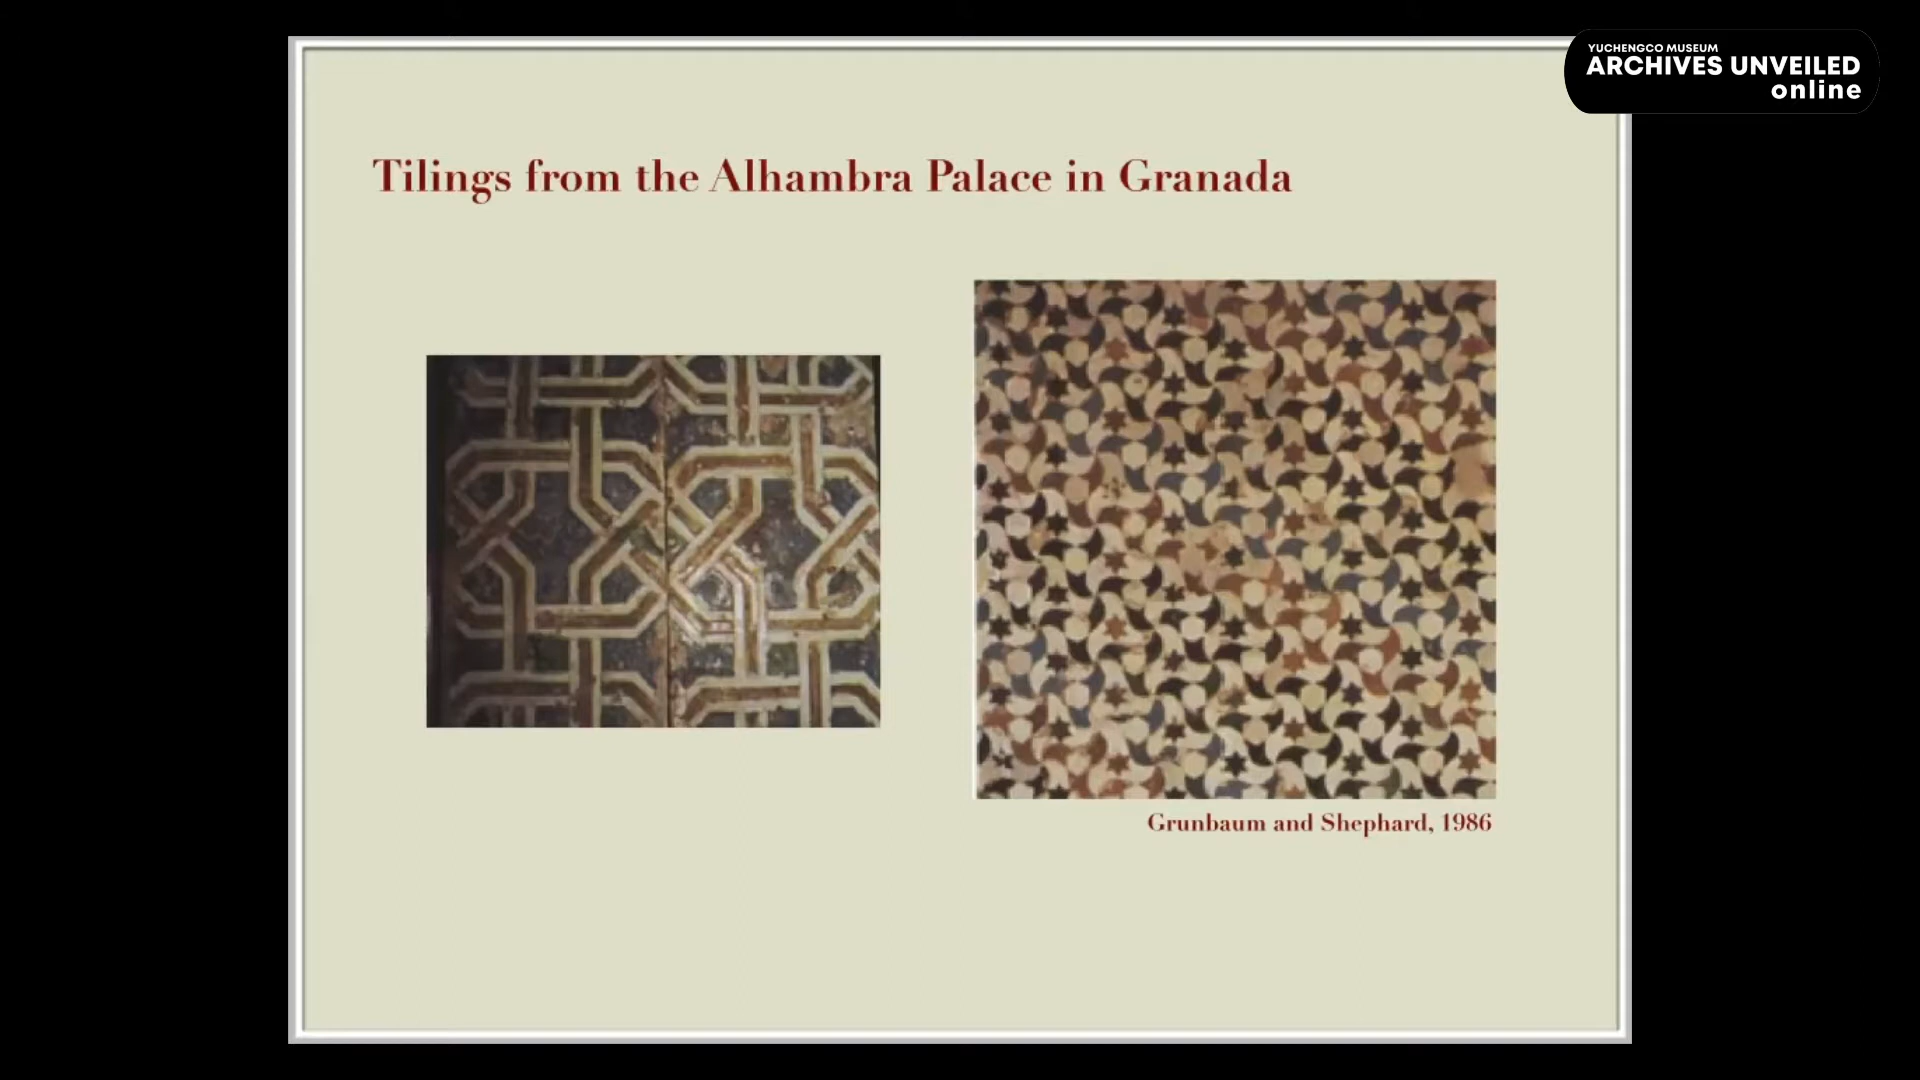 YUCHENGCO MUSEUM
ARCHIVES UNVEILED
online
Tilings from the Alhambra Palace in Granada
Grunbaum and Shephard, 1986